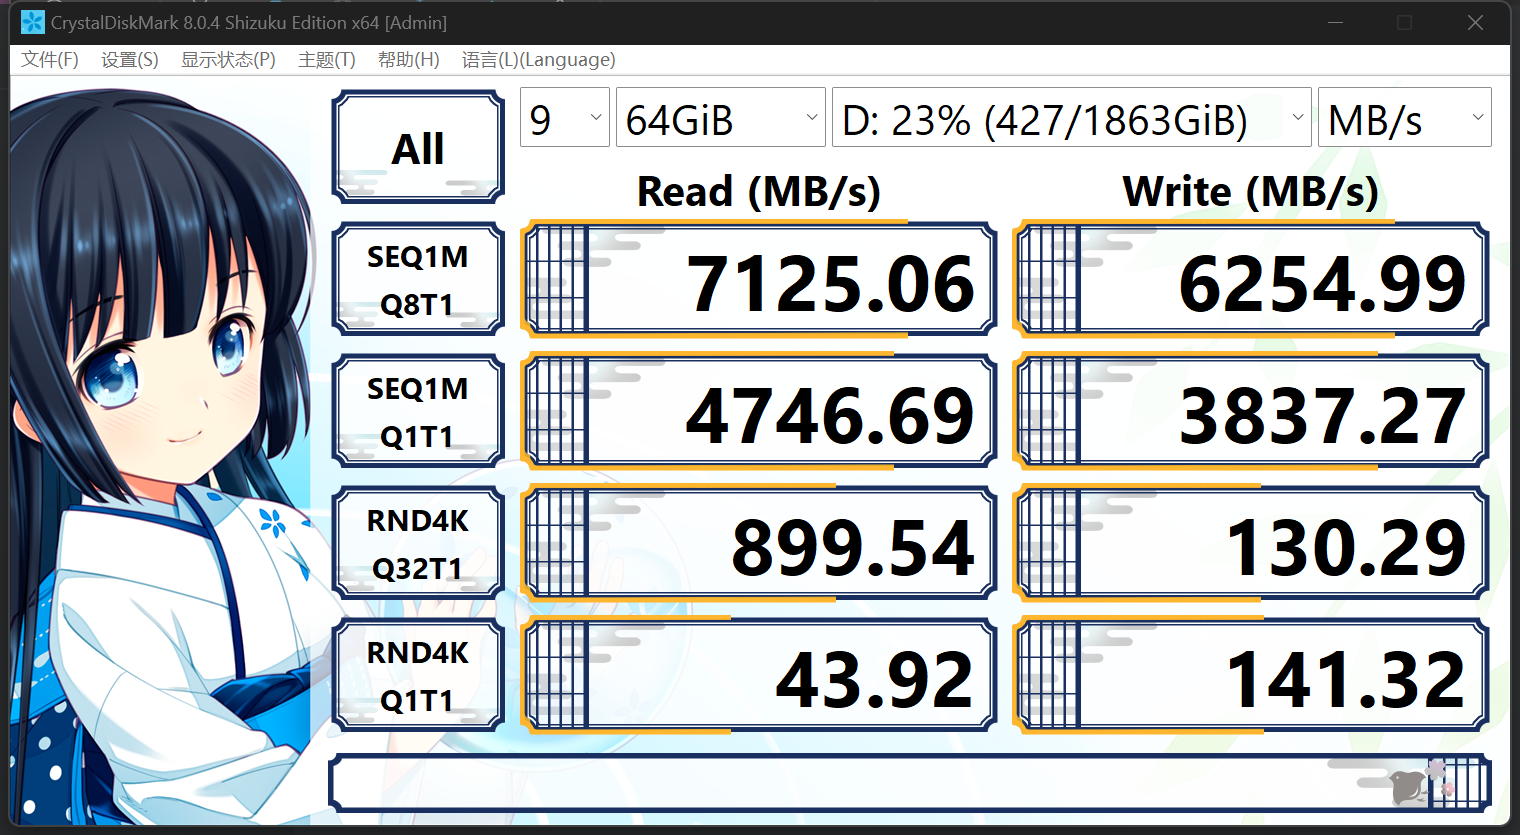 CrystalDiskMark 8.0.4 Shizuku Edition x64 [Admin]
文件(F) 设置(S) 显示状态(P) 主题(T) 帮助(H) 语言(L)(Language)
All 9 64GiB D: 23% (427/1863GiB) MB/s
Read (MB/s) Write (MB/s)
SEQ1M
Q8T1
7125.06 6254.99
SEQ1M
Q1T1
4746.69 3837.27
RND4K
Q32T1
899.54 130.29
RND4K
Q1T1
43.92 141.32